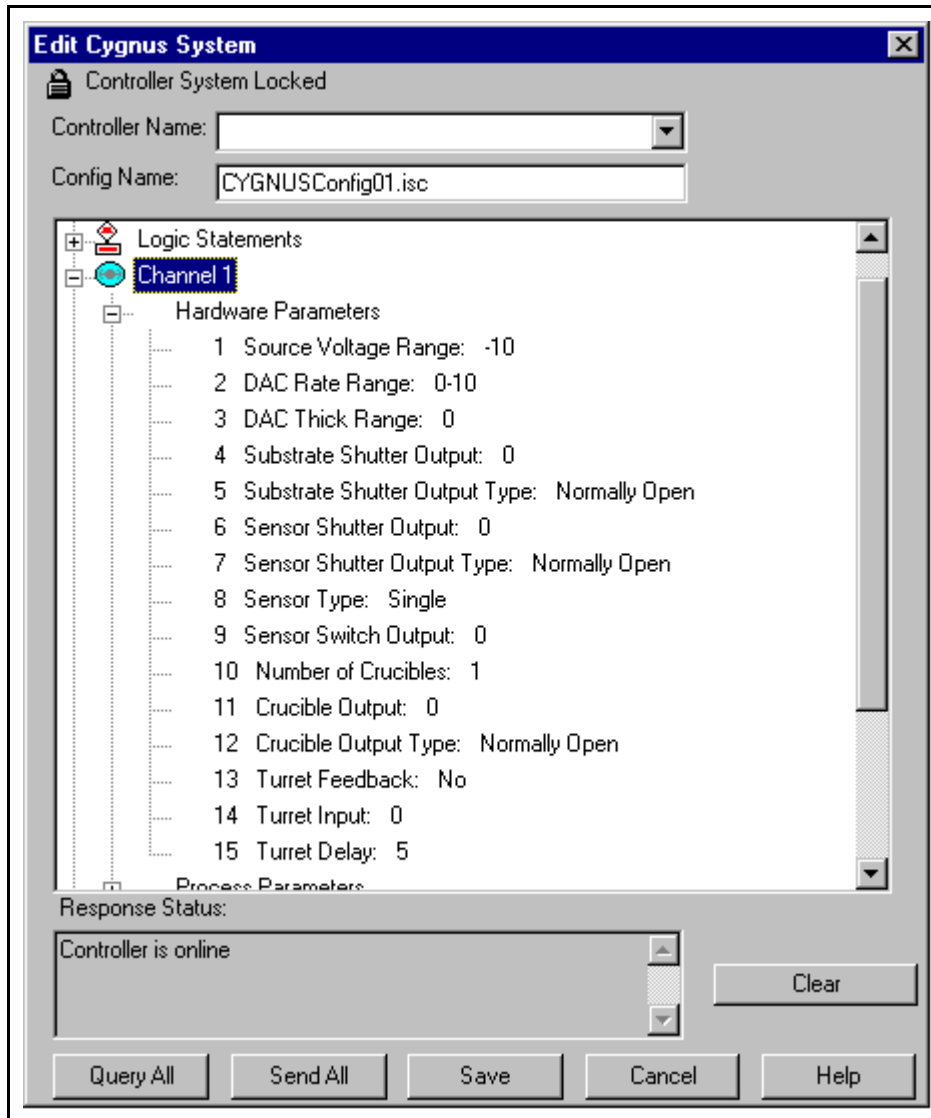 Edit Cygnus System
Controller System Locked
Controller Name:
Config Name: CYGNUSConfig01.isc
Logic Statements
Channel 1
Hardware Parameters
1 Source Voltage Range: -10
2 DAC Rate Range: 0-10
3 DAC Thick Range: 0
4 Substrate Shutter Output: 0
5 Substrate Shutter Output Type: Normally Open
6 Sensor Shutter Output: 0
7 Sensor Shutter Output Type: Normally Open
8 Sensor Type: Single
9 Sensor Switch Output: 0
10 Number of Crucibles: 1
11 Crucible Output: 0
12 Crucible Output Type: Normally Open
13 Turret Feedback: No
14 Turret Input: 0
15 Turret Delay: 5
Process Parameters
Response Status:
Controller is online
Clear
Query All Send All Save Cancel Help